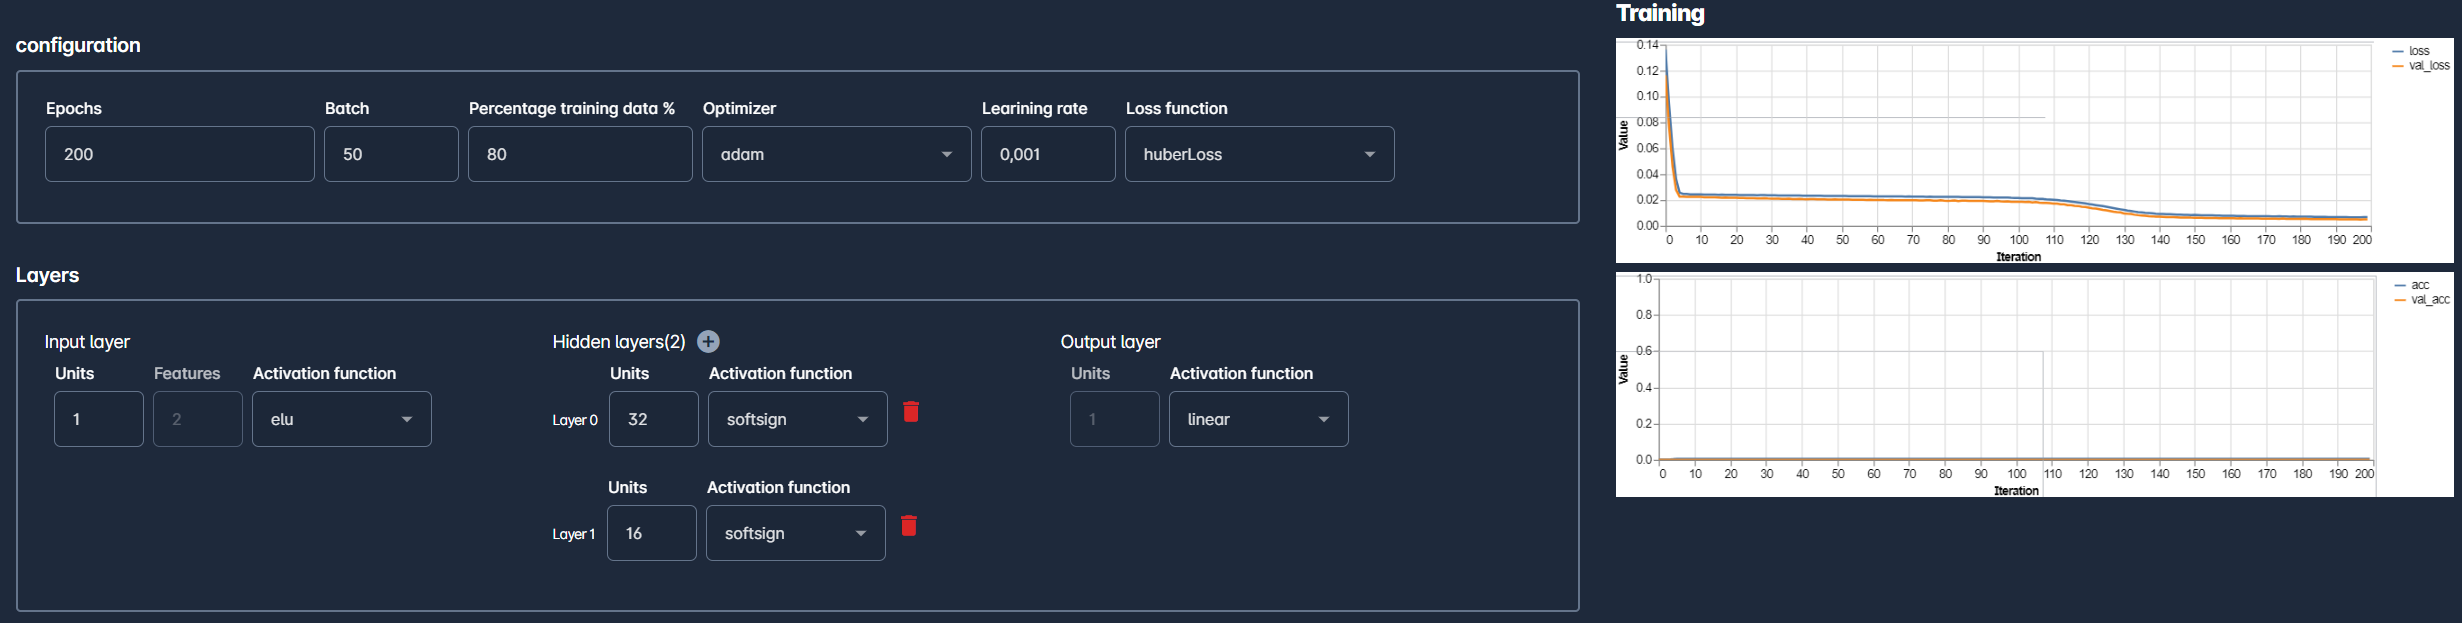 configuration
Epochs Batch Percentage training data % Optimizer Learining rate Loss function
200 50 80 adam 0,001 huberLoss
Layers
Input layer Hidden layers(2) Output layer
Units Features Activation function Units Activation function Units Activation function
1 2 elu Layer 0 32 softsign 1 linear
Units Activation function
Layer 1 16 softsign
Training
0.14
0.12
0.10
0.08
0.06
0.04
0.02
0.00
Value
0 10 20 30 40 50 60 70 80 90 100 110 120 130 140 150 160 170 180 190 200
Iteration
loss
val_loss
1.0
0.8
0.6
0.4
0.2
0.0
Value
0 10 20 30 40 50 60 70 80 90 100 110 120 130 140 150 160 170 180 190 200
Iteration
acc
val_acc